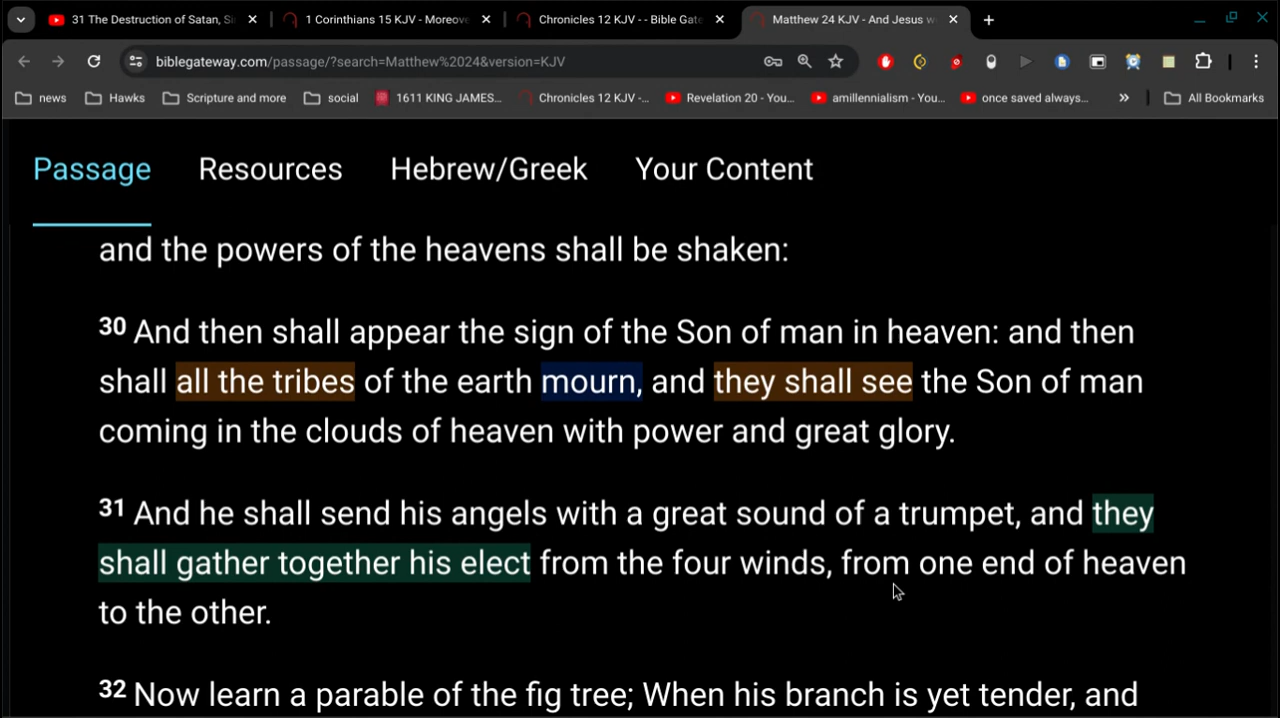 31 The Destruction of Satan, Si
1 Corinthians 15 KJV - Moreove
Chronicles 12 KJV - - Bible Gate
Matthew 24 KJV - And Jesus w
biblegateway.com/passage/?search=Matthew%2024&version=KJV
news Hawks Scripture and more social 1611 KING JAMES... Chronicles 12 KJV -... Revelation 20 - You... amillennialism - You... once saved always... » All Bookmarks
Passage Resources Hebrew/Greek Your Content
and the powers of the heavens shall be shaken:
30 And then shall appear the sign of the Son of man in heaven: and then
shall all the tribes of the earth mourn, and they shall see the Son of man
coming in the clouds of heaven with power and great glory.
31 And he shall send his angels with a great sound of a trumpet, and they
shall gather together his elect from the four winds, from one end of heaven
to the other.
32 Now learn a parable of the fig tree; When his branch is yet tender, and